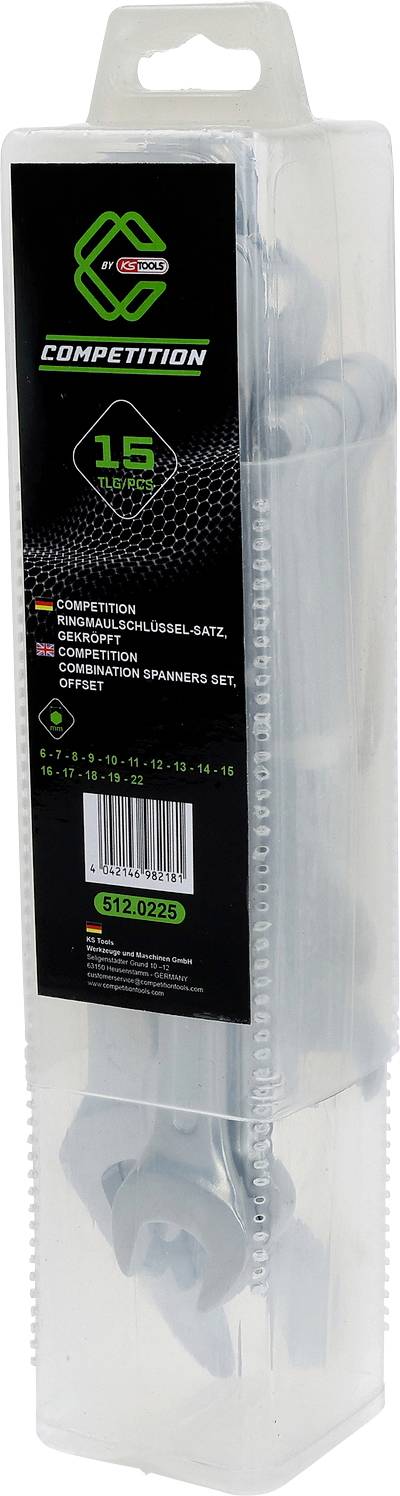 BY KS TOOLS
COMPETITION
15
TLG/PCS
COMPETITION
RINGMAULSCHLÜSSEL-SATZ,
GEKRÖPFT
COMPETITION
COMBINATION SPANNERS SET,
OFFSET
mm
6 - 7 - 8 - 9 - 10 - 11 - 12 - 13 - 14 - 15
16 - 17 - 18 - 19 - 22
4 042146 982181
512.0225
KS Tools
Werkzeuge und Maschinen GmbH
Seligenstädter Grund 10 –12
63150 Heusenstamm - GERMANY
customerservice@competitiontools.com
www.competitiontools.com